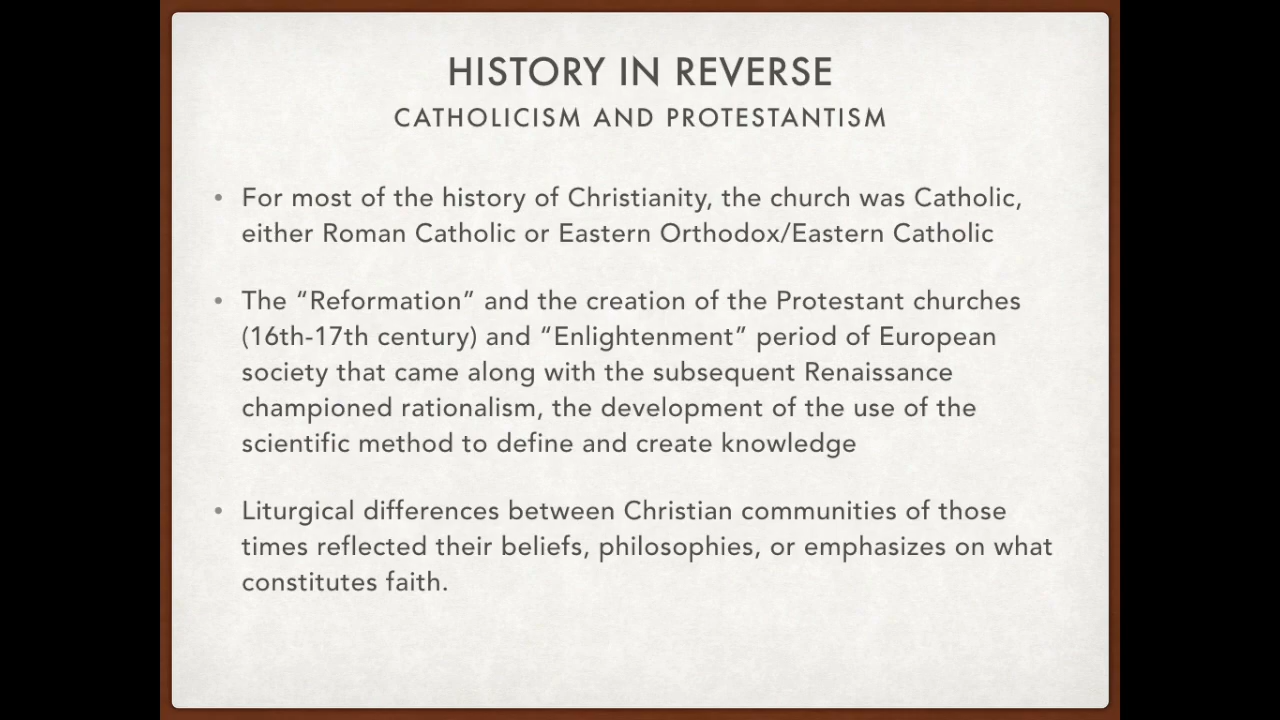 HISTORY IN REVERSE
CATHOLICISM AND PROTESTANTISM
• For most of the history of Christianity, the church was Catholic,
either Roman Catholic or Eastern Orthodox/Eastern Catholic
• The “Reformation” and the creation of the Protestant churches
(16th-17th century) and “Enlightenment” period of European
society that came along with the subsequent Renaissance
championed rationalism, the development of the use of the
scientific method to define and create knowledge
• Liturgical differences between Christian communities of those
times reflected their beliefs, philosophies, or emphasizes on what
constitutes faith.